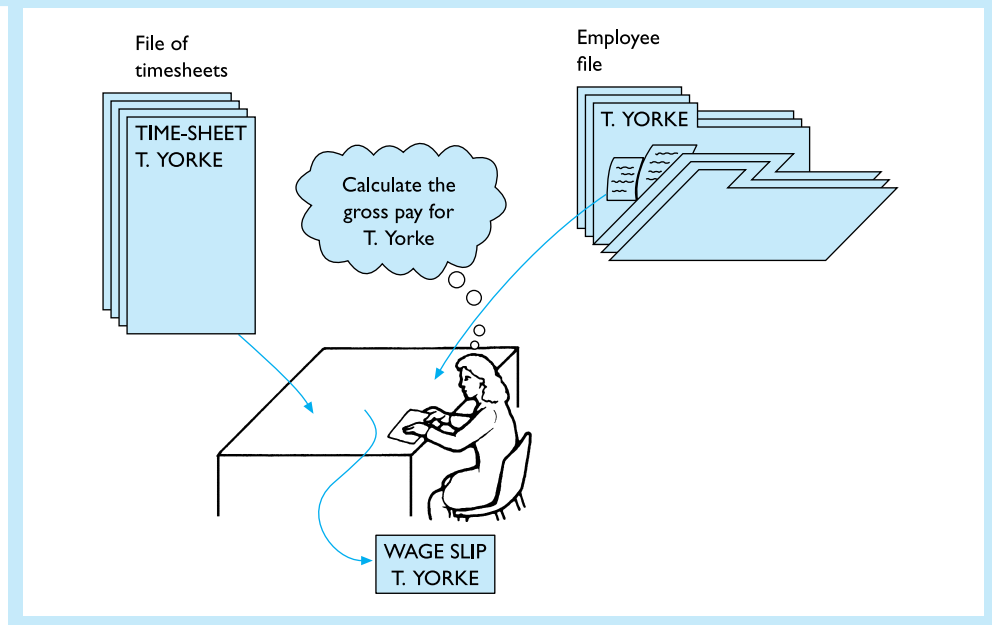 File of
timesheets
TIME-SHEET
T. YORKE
Employee
file
T. YORKE
Calculate the
gross pay for
T. Yorke
WAGE SLIP
T. YORKE